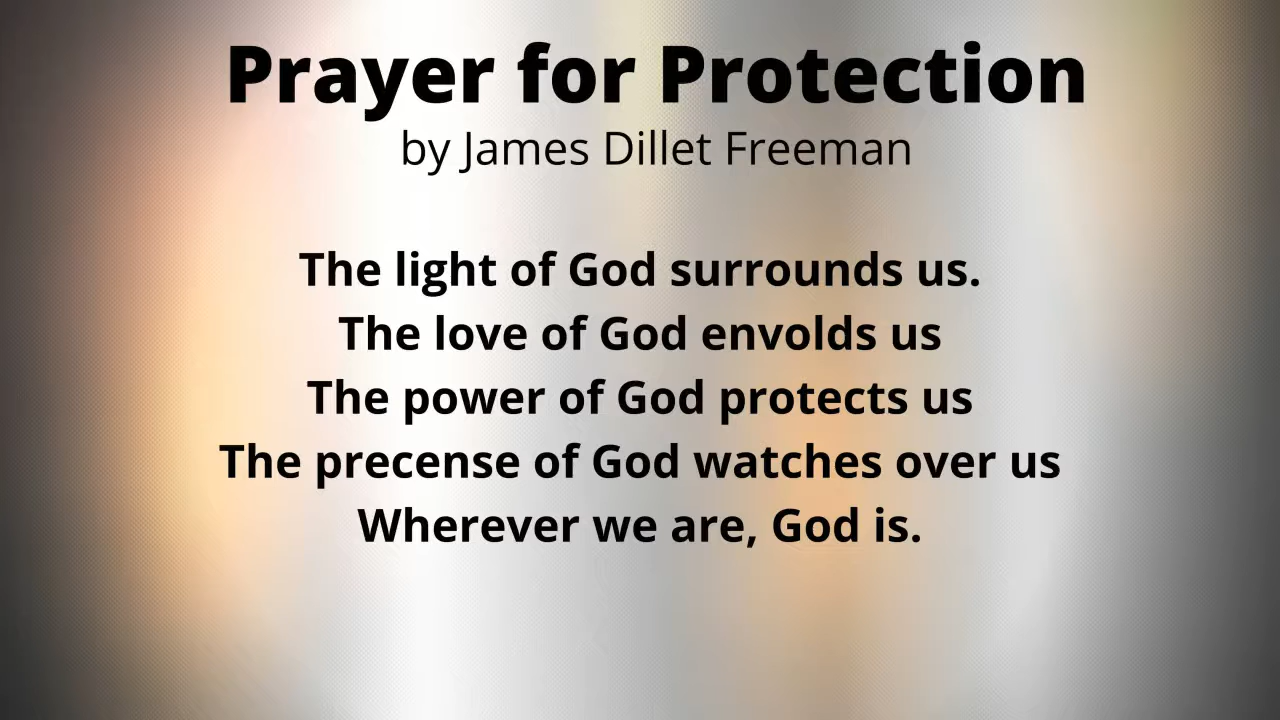 Prayer for Protection
by James Dillet Freeman
The light of God surrounds us.
The love of God envolds us
The power of God protects us
The precense of God watches over us
Wherever we are, God is.